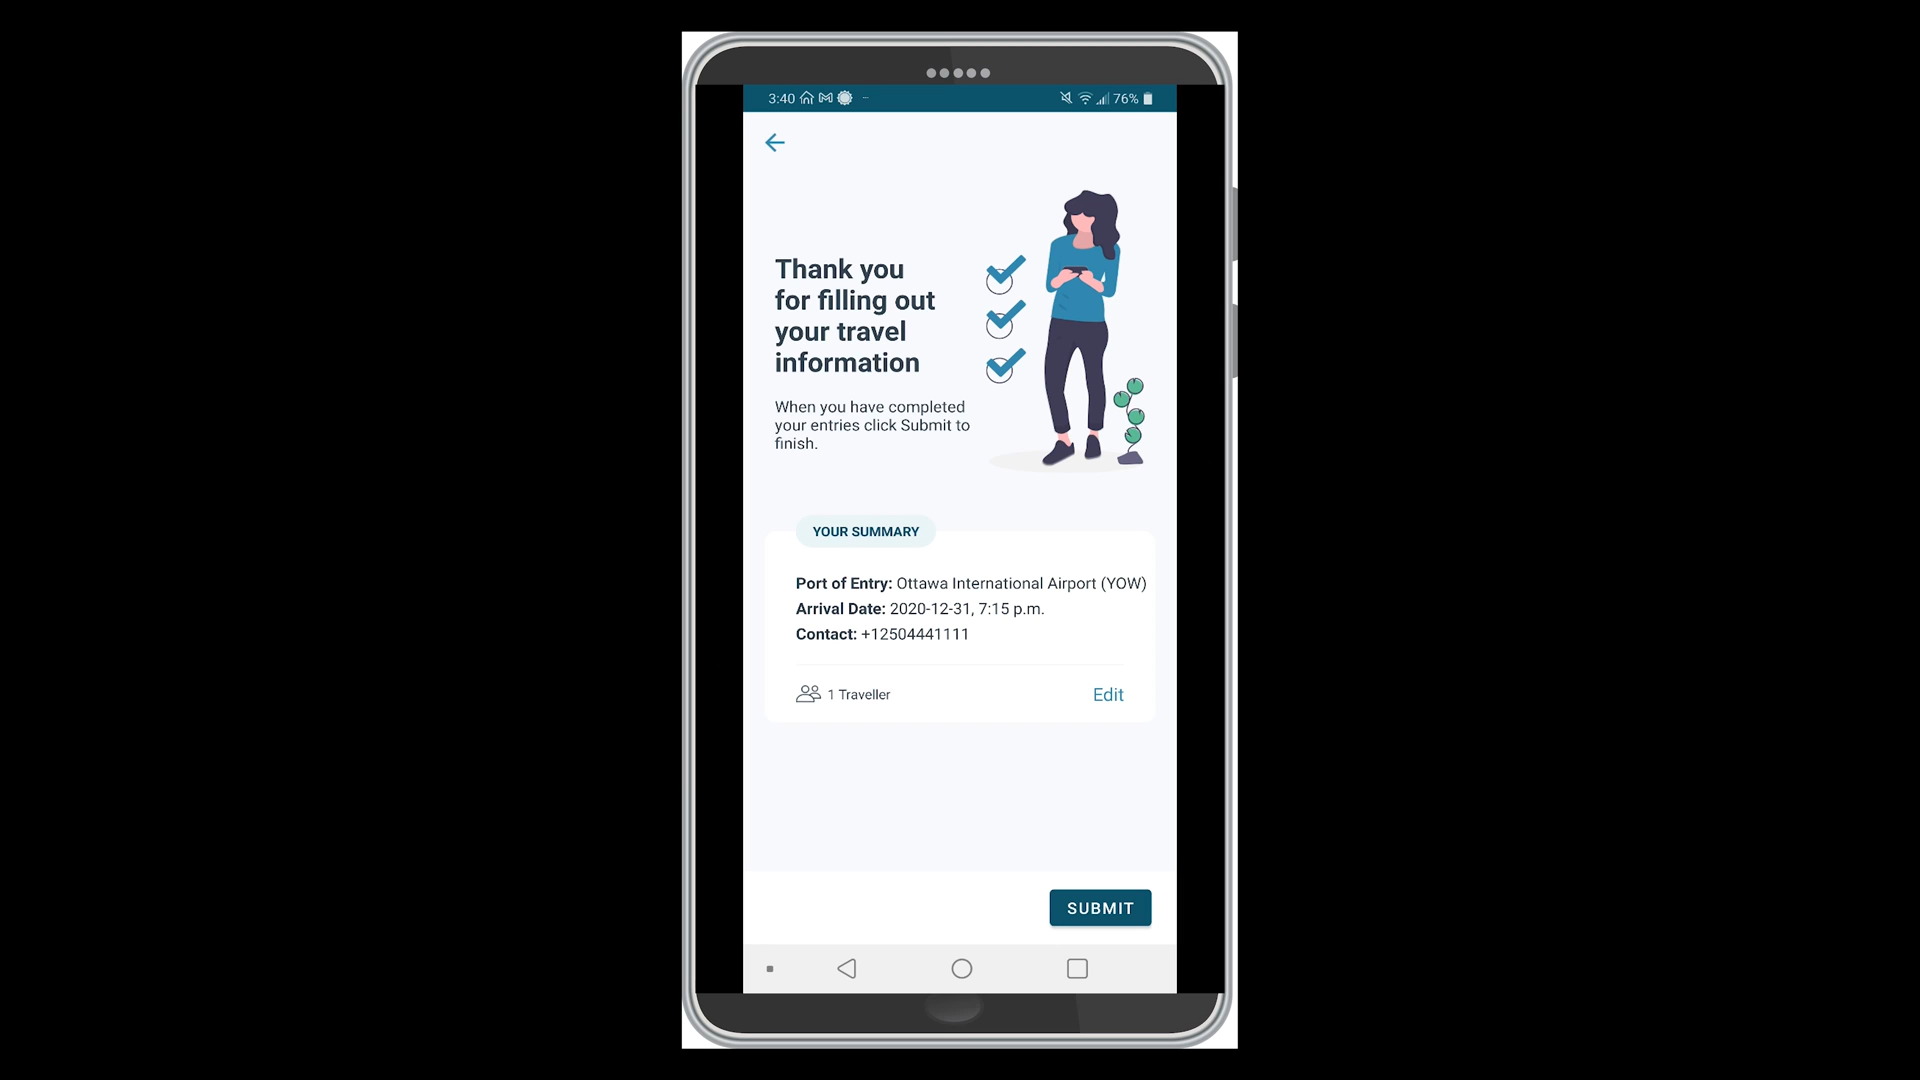 3:40
76%
Thank you
for filling out
your travel
information
When you have completed
your entries click Submit to
finish.
YOUR SUMMARY
Port of Entry: Ottawa International Airport (YOW)
Arrival Date: 2020-12-31, 7:15 p.m.
Contact: +12504441111
1 Traveller
Edit
SUBMIT